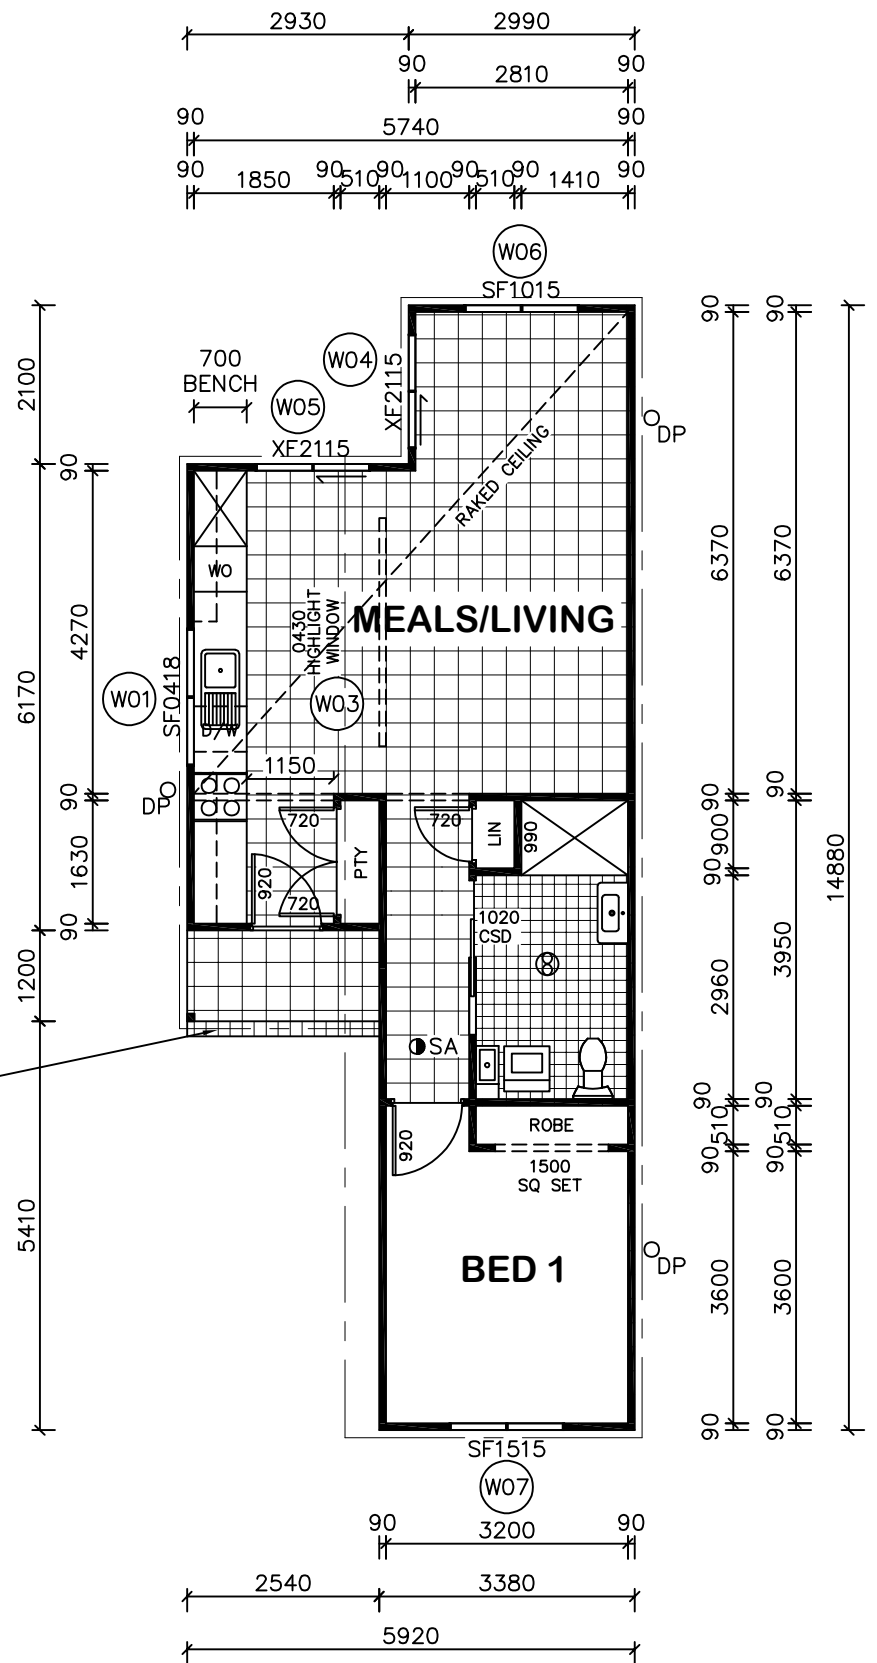 2930 2990
90 2810 90
90 5740 90
90 1850 90 510 90 1100 90 510 90 1410 90
W06
SF1015
W04
XF2115
700
BENCH
W05
XF2115
DP
RAKED CEILING
WO
0430
HIGHLIGHT
WINDOW
MEALS/LIVING
W01
SF0418
W03
D/W
1150
DP
720
720
920
PTY
720
LIN
990
1020
CSD
SA
920
ROBE
1500
SQ SET
BED 1
DP
SF1515
W07
2100
6170
1200
5410
90
4270
90
1630
90
90
6370
90
900
90
2960
90
510
90
3600
90
90
6370
90
3950
90
510
90
3600
90
14880
90 3200 90
2540 3380
5920